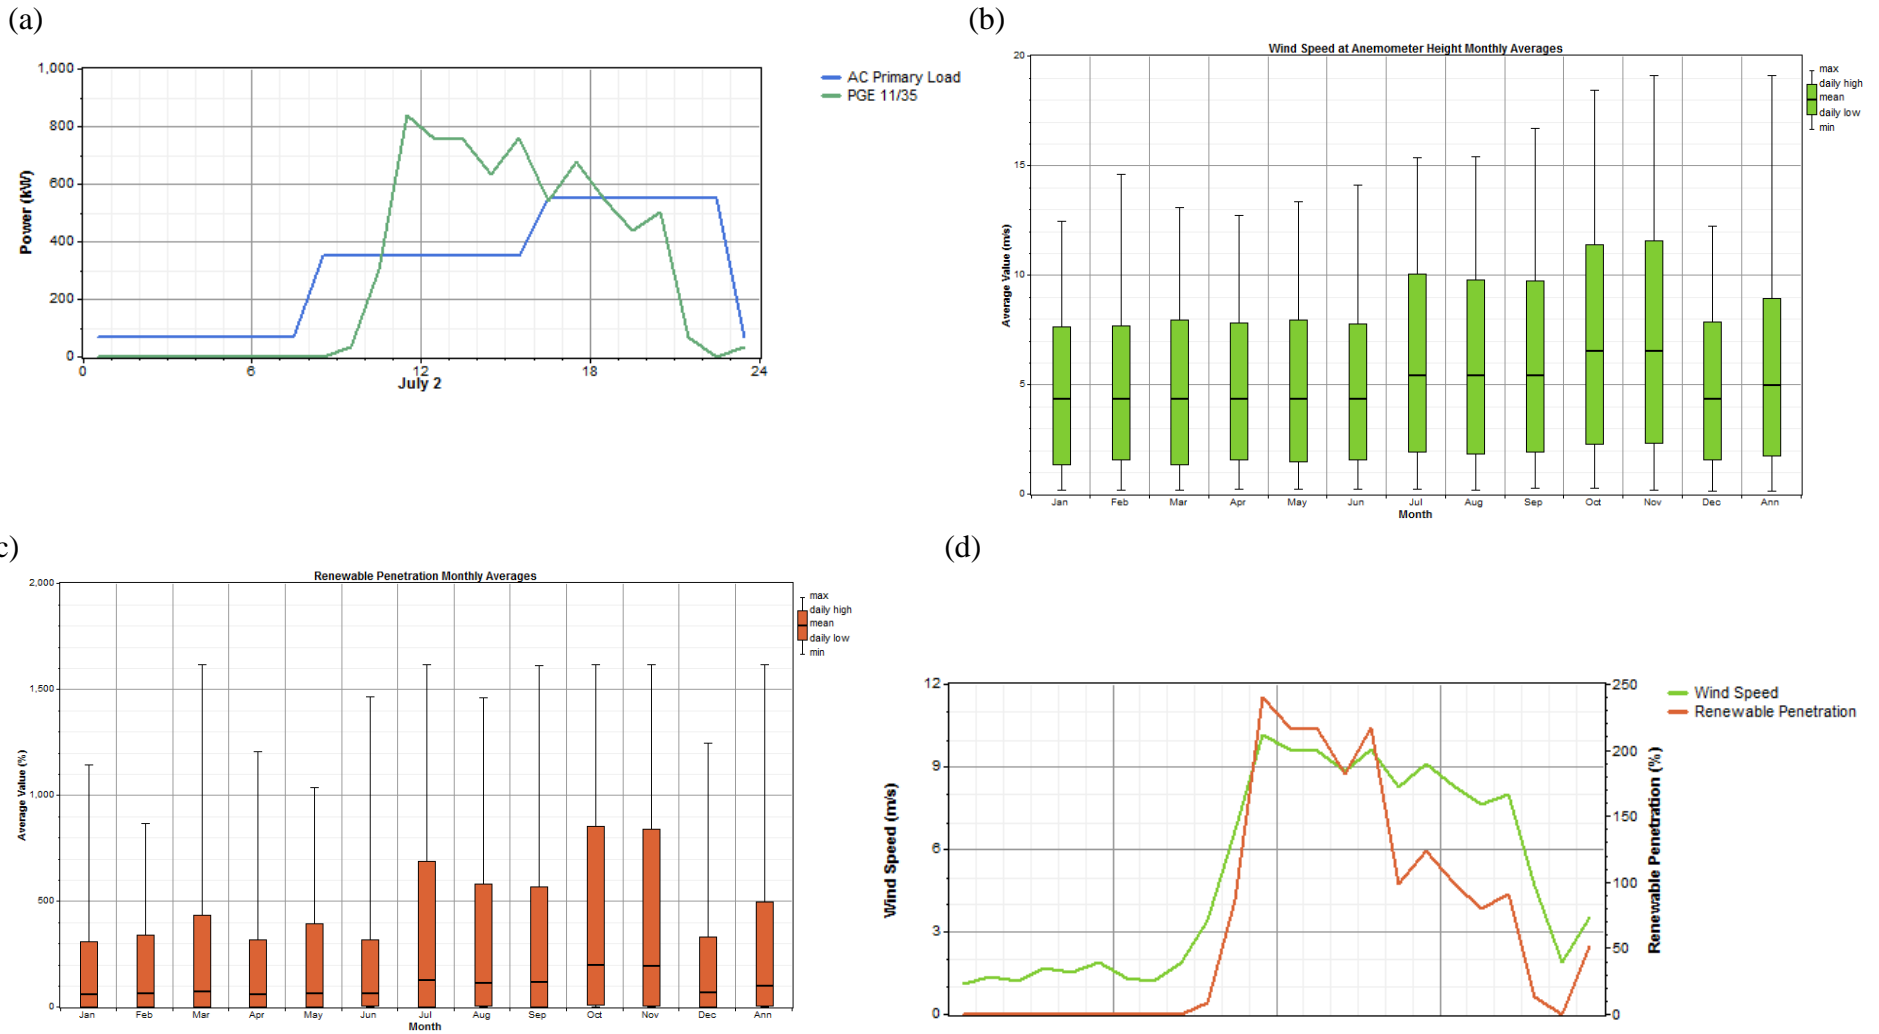 (a)
1,000
800
600
400
200
0
Power (kW)
0 6 12 18 24
July 2
AC Primary Load
PGE 11/35
(b)
Wind Speed at Anemometer Height Monthly Averages
20
15
10
5
0
Average Value (m/s)
Jan Feb Mar Apr May Jun Jul Aug Sep Oct Nov Dec Ann
Month
max
daily high
mean
daily low
min
c)
Renewable Penetration Monthly Averages
2,000
1,500
1,000
500
0
Average Value (%)
Jan Feb Mar Apr May Jun Jul Aug Sep Oct Nov Dec Ann
Month
max
daily high
mean
daily low
min
(d)
12
9
6
3
0
Wind Speed (m/s)
250
200
150
100
50
0
Renewable Penetration (%)
Wind Speed
Renewable Penetration